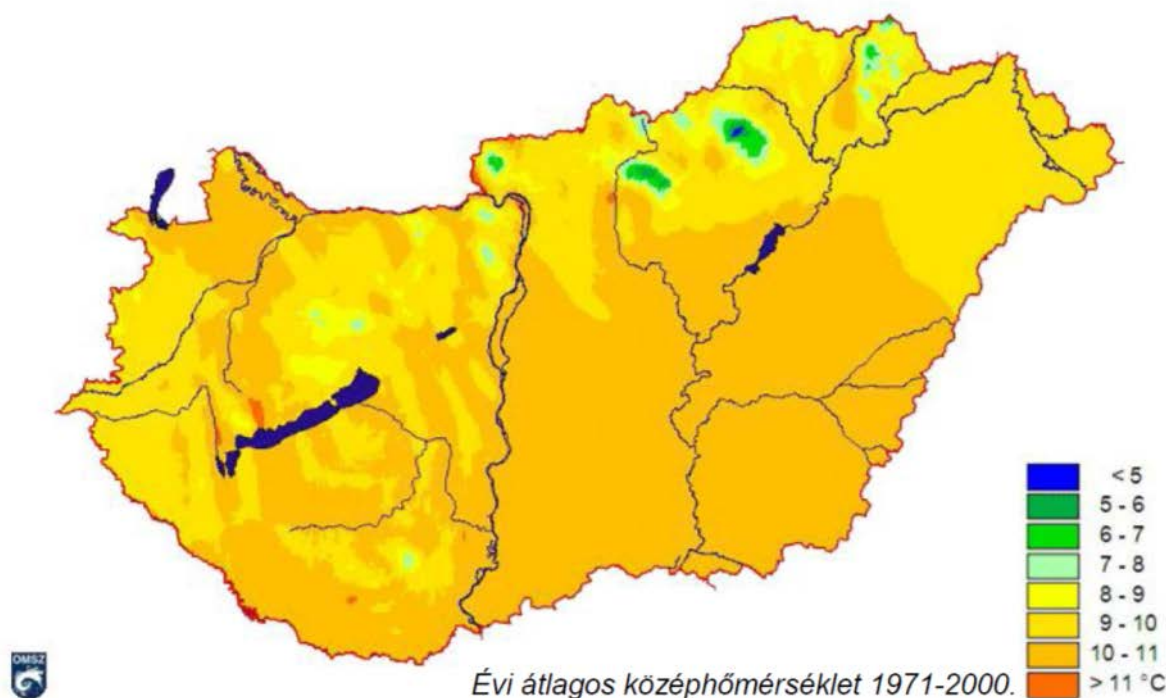 < 5
5 - 6
6 - 7
7 - 8
8 - 9
9 - 10
10 - 11
> 11 °C
OMSZ
Évi átlagos középhőmérséklet 1971-2000.